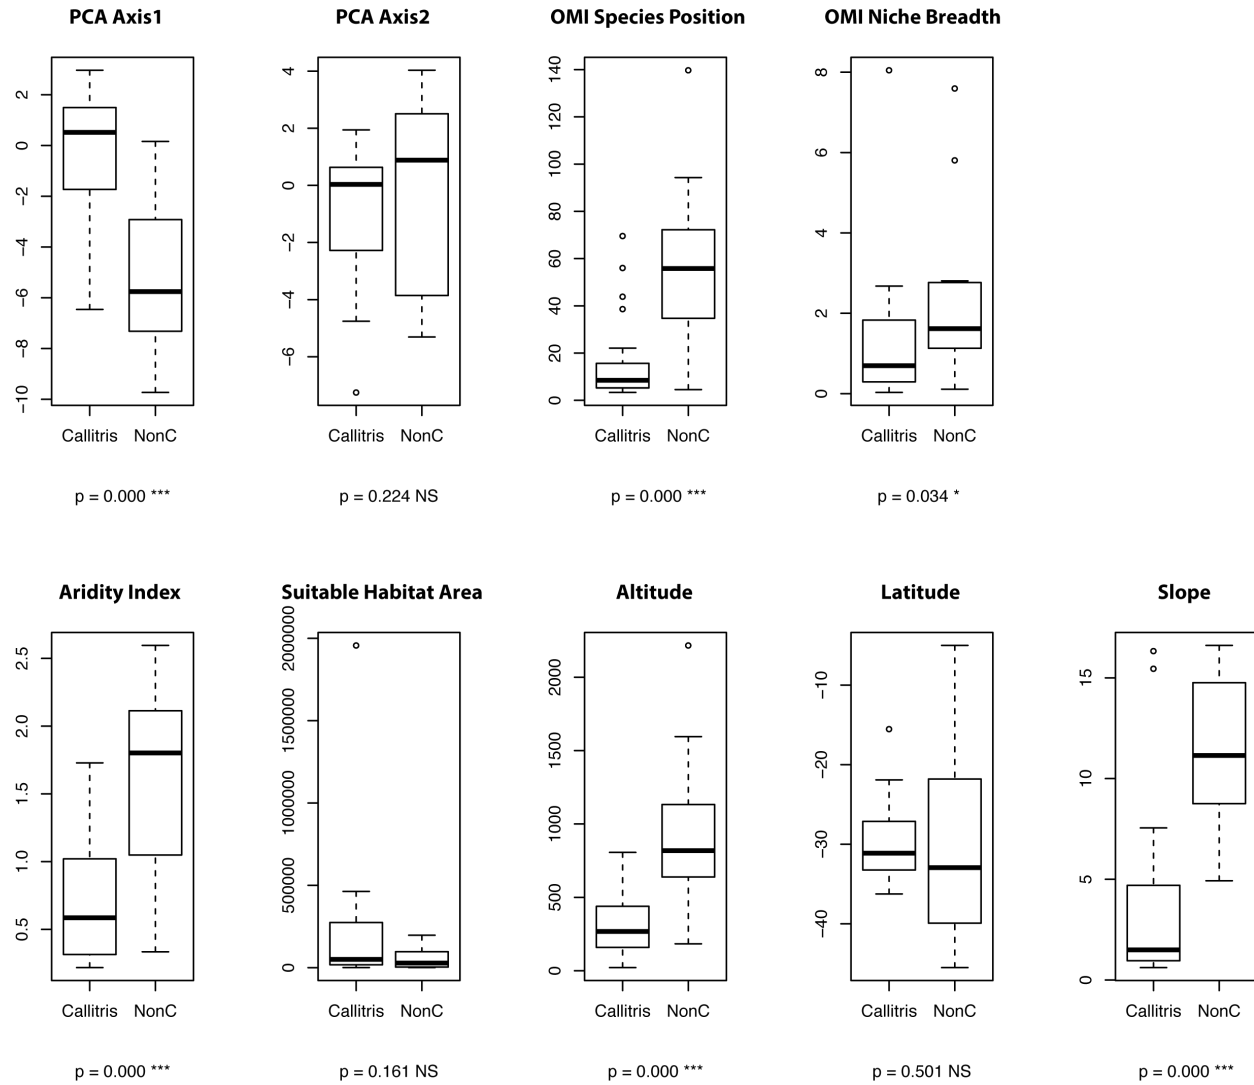 PCA Axis1
2
0
−2
−4
−6
−8
−10
Callitris NonC
p = 0.000 ***
PCA Axis2
4
2
0
−2
−4
−6
p = 0.224 NS
OMI Species Position
140
120
100
80
60
40
20
0
Callitris NonC
p = 0.000 ***
OMI Niche Breadth
8
6
4
2
0
Callitris NonC
p = 0.034 *
Aridity Index
2.5
2.0
1.5
1.0
0.5
Callitris NonC
p = 0.000 ***
Suitable Habitat Area
2000000
1500000
1000000
500000
0
Callitris NonC
p = 0.161 NS
Altitude
2000
1500
1000
500
0
Callitris NonC
p = 0.000 ***
Latitude
−10
−20
−30
−40
Callitris NonC
p = 0.501 NS
Slope
15
10
5
0
Callitris NonC
p = 0.000 ***